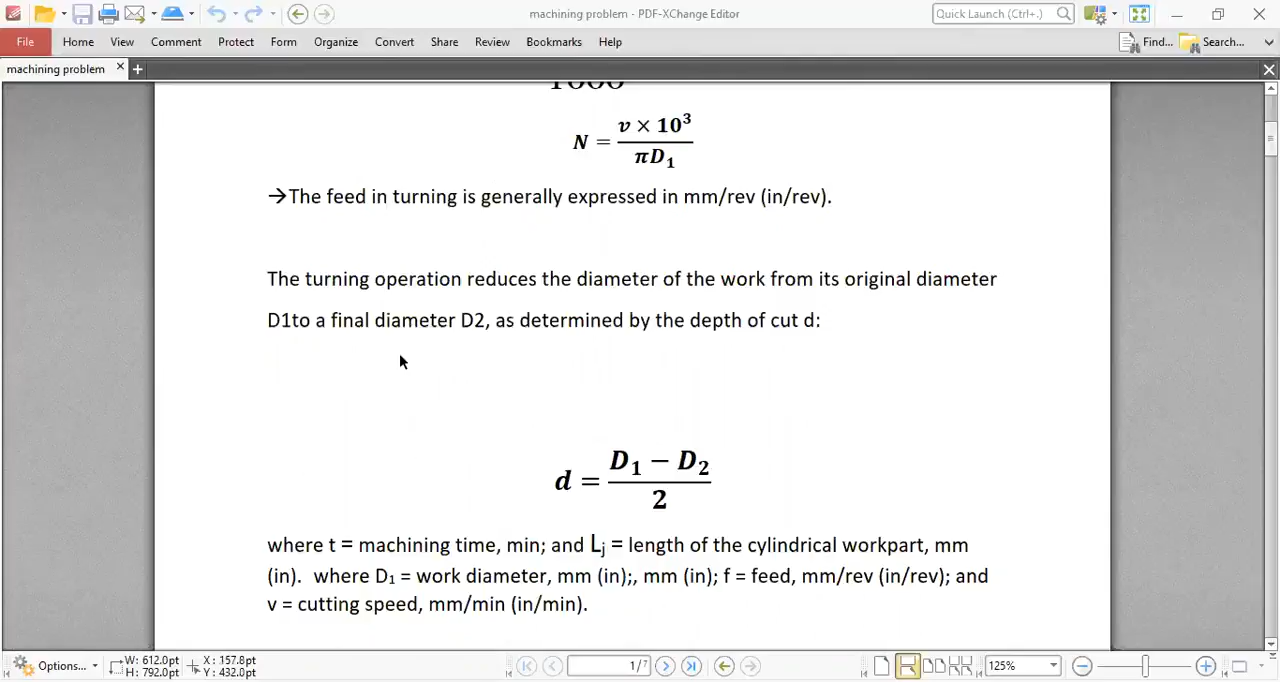 machining problem - PDF-XChange Editor
Quick Launch (Ctrl+.)
File Home View Comment Protect Form Organize Convert Share Review Bookmarks Help
Find... Search...
machining problem
1000
N = v × 10³ / πD₁
→The feed in turning is generally expressed in mm/rev (in/rev).
The turning operation reduces the diameter of the work from its original diameter
D1to a final diameter D2, as determined by the depth of cut d:
d = D₁ − D₂ / 2
where t = machining time, min; and Lⱼ = length of the cylindrical workpart, mm
(in). where D₁ = work diameter, mm (in);, mm (in); f = feed, mm/rev (in/rev); and
v = cutting speed, mm/min (in/min).
Options... W: 612.0pt X: 157.8pt 1/7 125%
H: 792.0pt Y: 432.0pt